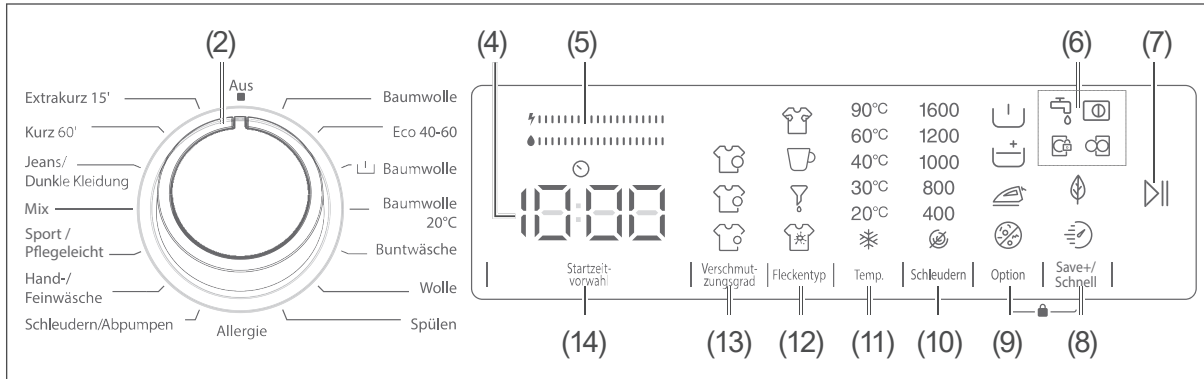 (2)
(4)
(5)
(6)
(7)
Aus
Extrakurz 15'
Kurz 60'
Jeans/
Dunkle Kleidung
Mix
Sport /
Pflegeleicht
Hand-/
Feinwäsche
Schleudern/Abpumpen
Allergie
Baumwolle
Eco 40-60
Baumwolle
Baumwolle
20°C
Buntwäsche
Wolle
Spülen
18:88
90°C
60°C
40°C
30°C
20°C
1600
1200
1000
800
400
Startzeit-
vorwahl
Verschmut-
zungsgrad
Fleckentyp
Temp.
Schleudern
Option
Save+/
Schnell
(14)
(13)
(12)
(11)
(10)
(9)
(8)